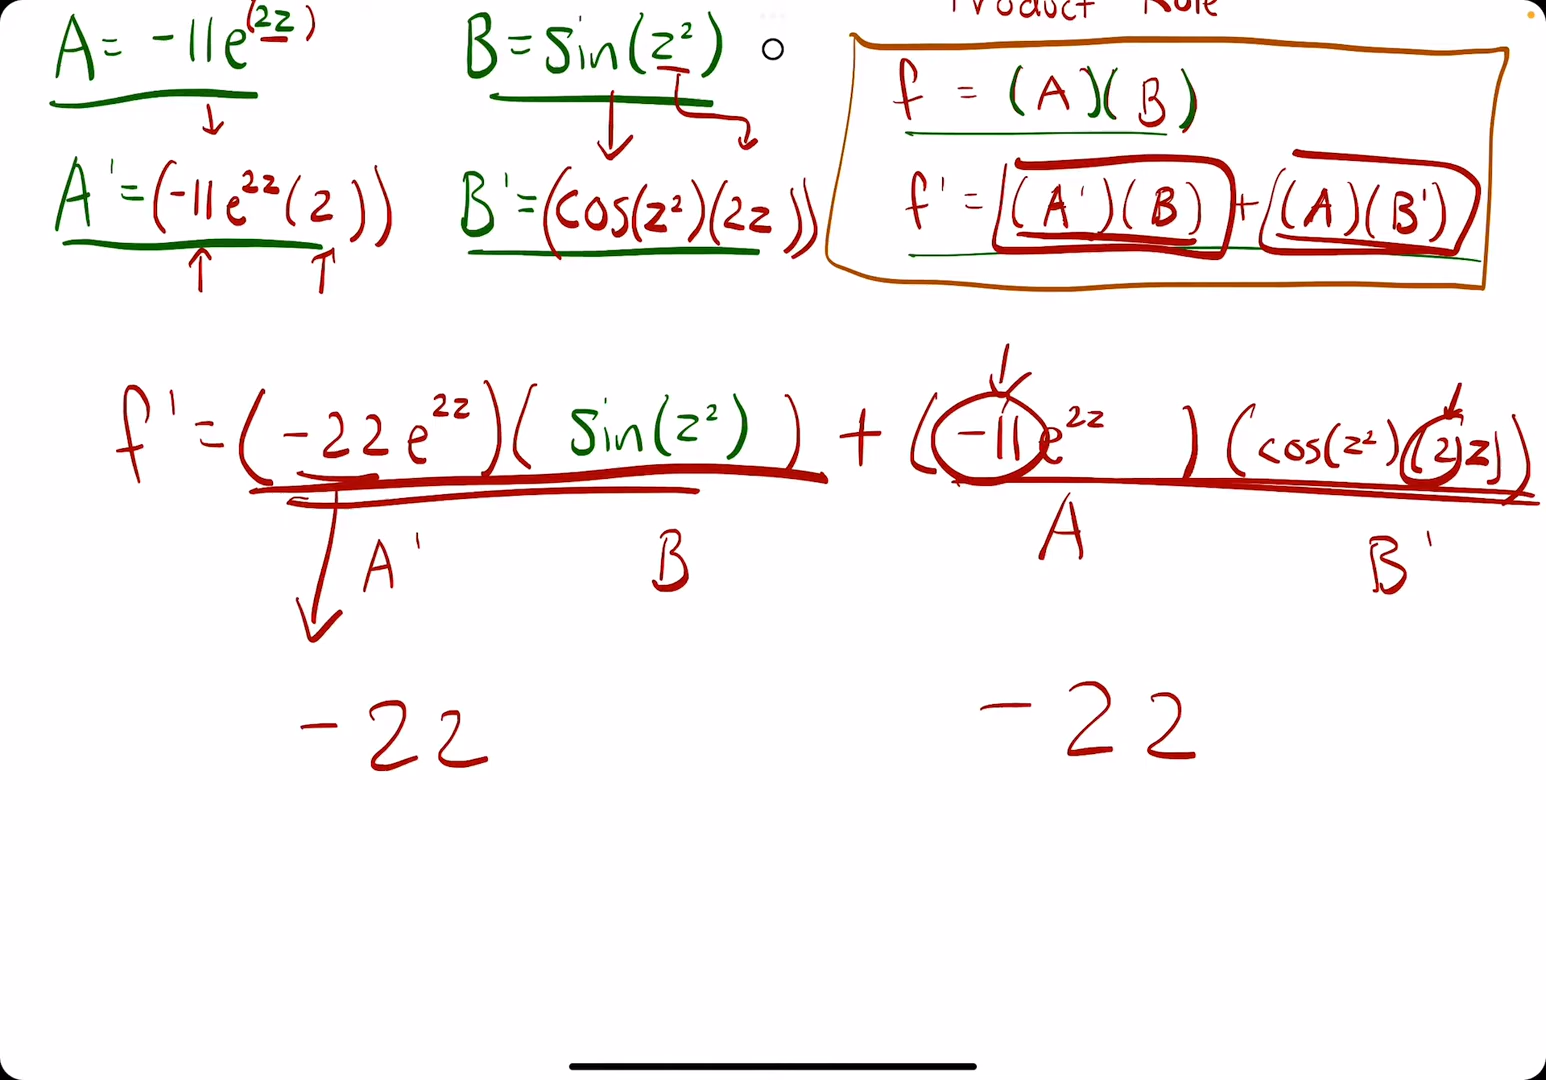 Product Rule
A = -11e^(2z)
B = Sin(z²)
f = (A)(B)
A' = (-11e^2z(2))
B' = (cos(z²)(2z))
f' = (A')(B) + (A)(B')
f' = (-22e^2z)(Sin(z²)) + (-11e^2z)(cos(z²)(2)z))
A' B A B'
-22 -22